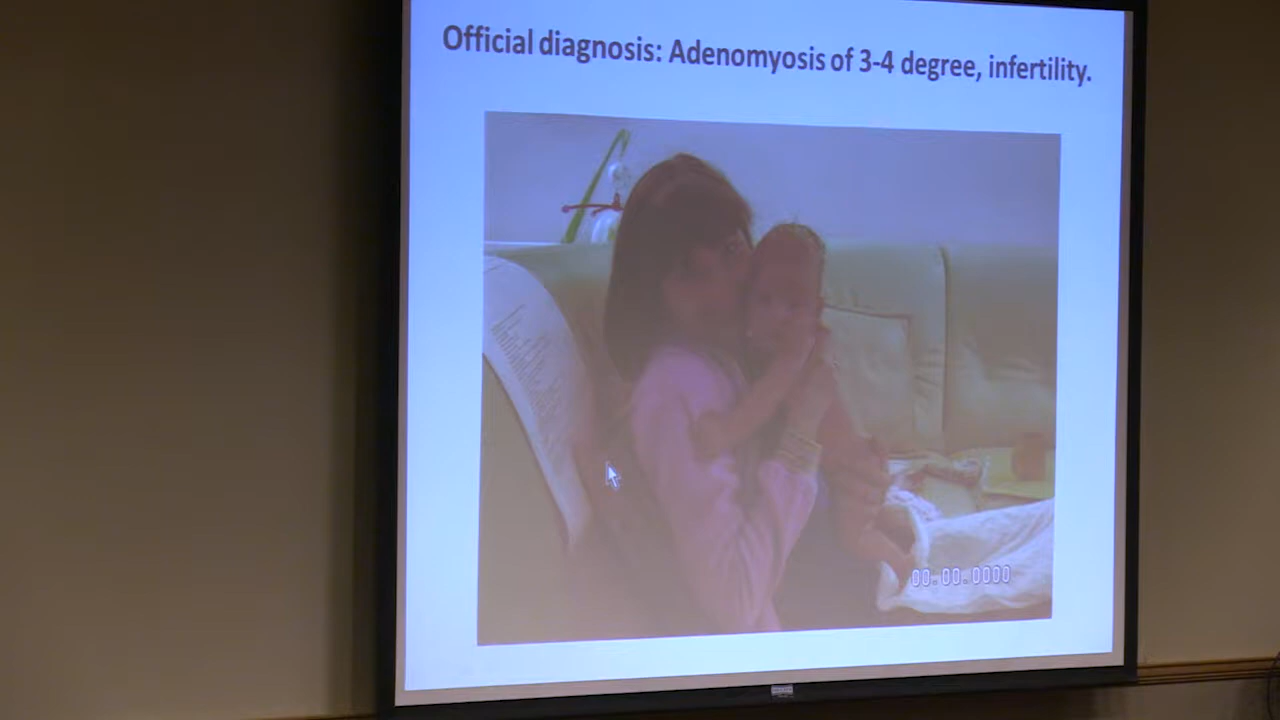 Official diagnosis: Adenomyosis of 3-4 degree, infertility.
00.00.0000